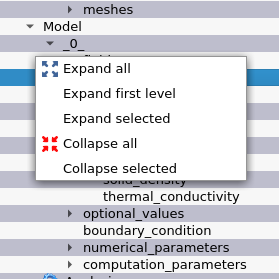 meshes
Model
_0_
Expand all
Expand first level
Expand selected
Collapse all
Collapse selected
solid_density
thermal_conductivity
optional_values
boundary_condition
numerical_parameters
computation_parameters